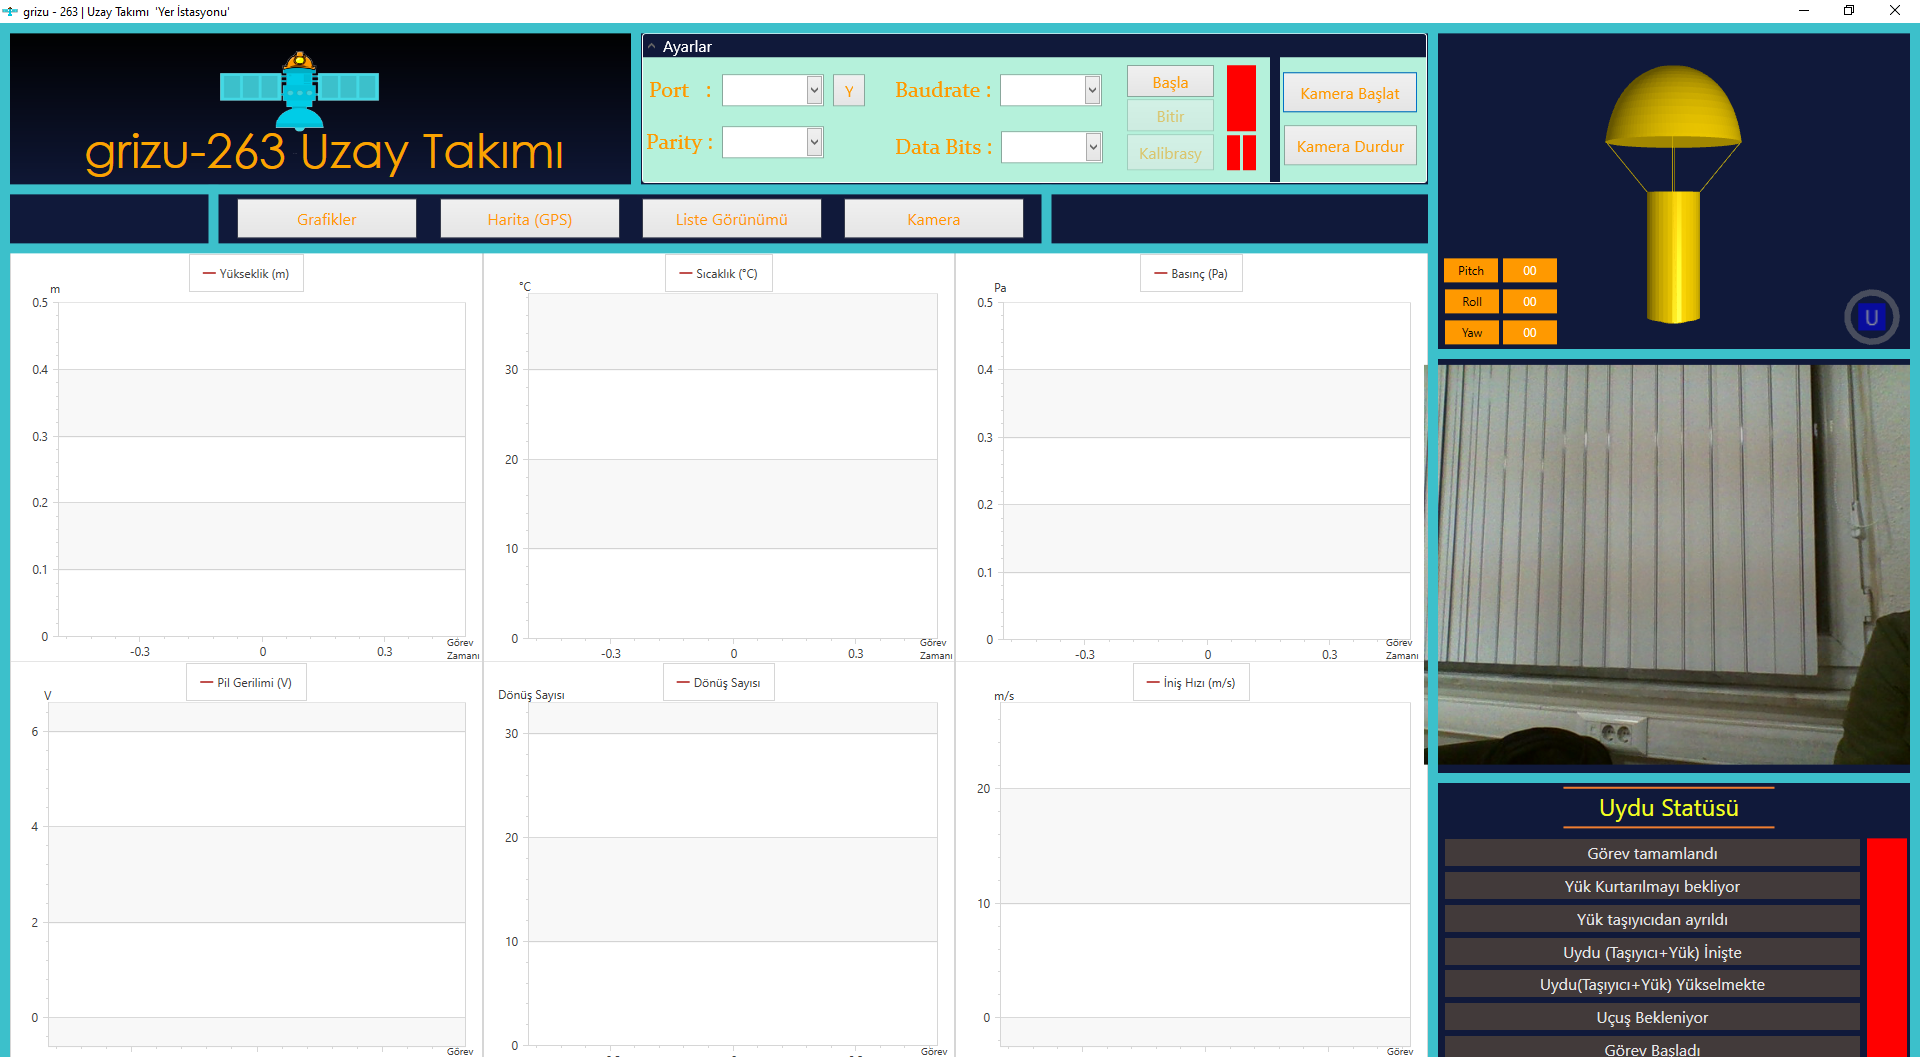 grizu - 263 | Uzay Takımı 'Yer İstasyonu'
grizu-263 Uzay Takımı
Ayarlar
Port :
Y
Baudrate :
Başla
Bitir
Parity :
Data Bits :
Kalibrasy
Kamera Başlat
Kamera Durdur
Grafikler
Harita (GPS)
Liste Görünümü
Kamera
Pitch 00
Roll 00
Yaw 00
U
Yükseklik (m)
m
0.5
0.4
0.3
0.2
0.1
0
-0.3 0 0.3
Görev
Zamanı
Sıcaklık (°C)
°C
30
20
10
0
-0.3 0 0.3
Görev
Zamanı
Basınç (Pa)
Pa
0.5
0.4
0.3
0.2
0.1
0
-0.3 0 0.3
Görev
Zamanı
Pil Gerilimi (V)
V
6
4
2
0
Görev
Dönüş Sayısı
Dönüş Sayısı
30
20
10
0
Görev
İniş Hızı (m/s)
m/s
20
10
0
Görev
Uydu Statüsü
Görev tamamlandı
Yük Kurtarılmayı bekliyor
Yük taşıyıcıdan ayrıldı
Uydu (Taşıyıcı+Yük) İnişte
Uydu(Taşıyıcı+Yük) Yükselmekte
Uçuş Bekleniyor
Görev Başladı